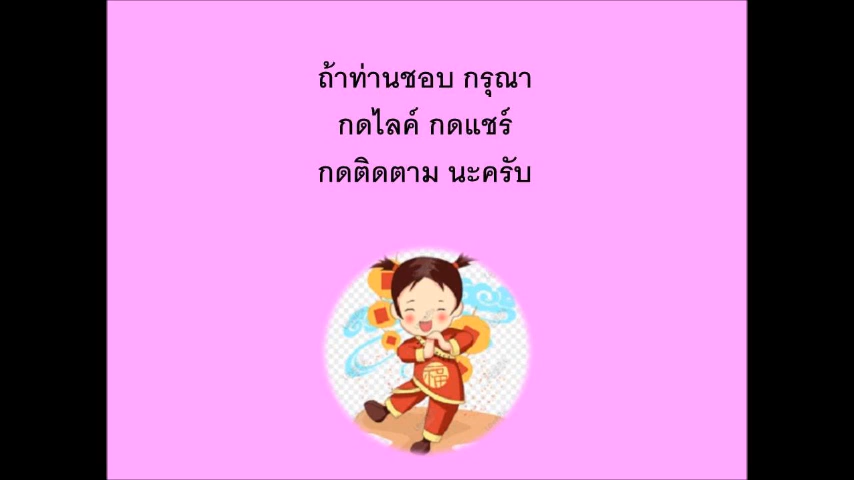 ถ้าท่านชอบ กรุณา
กดไลค์ กดแชร์
กดติดตาม นะครับ
福